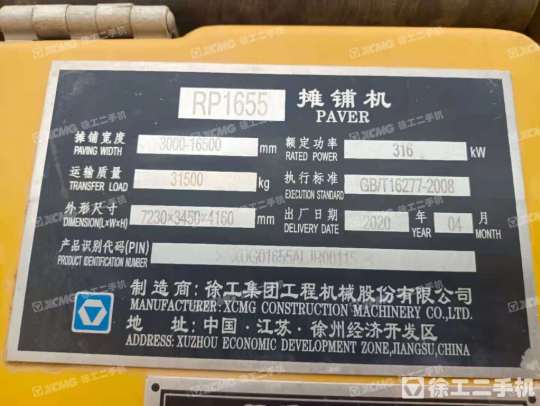 RP1655 摊铺机
PAVER
摊铺宽度 3000-16500 mm 额定功率 316 kW
PAVING WIDTH RATED POWER
运输质量 31500 kg 执行标准 GB/T16277-2008
TRANSFER LOAD EXECUTION STANDARD
外形尺寸 7230×3450×4160 mm 出厂日期 2020 年 04 月
DIMENSION(L×W×H) DELIVERY DATE YEAR MONTH
产品识别代码(PIN)
PRODUCT IDENTIFICATION NUMBER
制造商: 徐工集团工程机械股份有限公司
MANUFACTURER: XCMG CONSTRUCTION MACHINERY CO.,LTD.
地 址: 中国·江苏·徐州经济开发区
ADDRESS: XUZHOU ECONOMIC DEVELOPMENT ZONE,JIANGSU,CHINA
徐工二手机